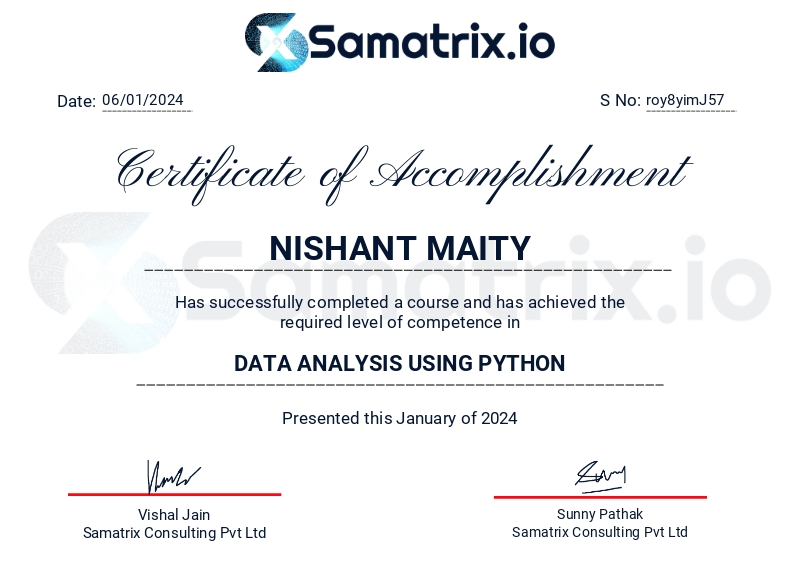 Samatrix.io
Date: 06/01/2024
S No: roy8yimJ57
Certificate of Accomplishment
Samatrix.io
NISHANT MAITY
Has successfully completed a course and has achieved the
required level of competence in
DATA ANALYSIS USING PYTHON
Presented this January of 2024
Vishal Jain
Samatrix Consulting Pvt Ltd
Sunny Pathak
Samatrix Consulting Pvt Ltd